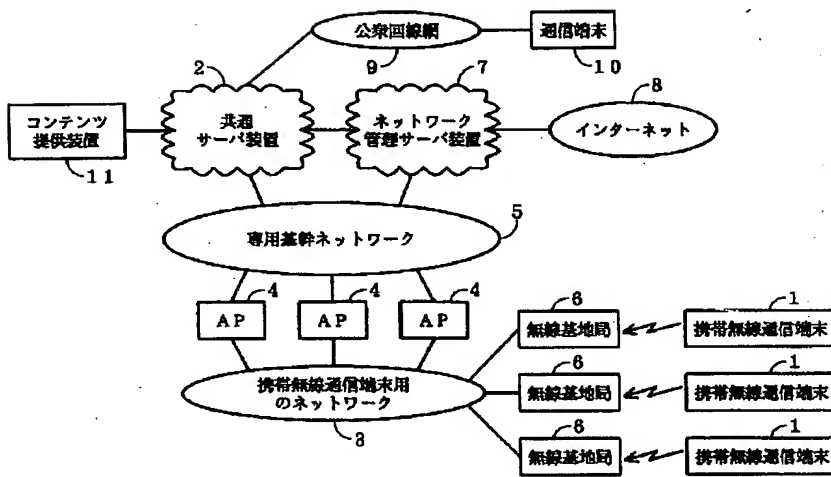 公衆回線網
通信端末
9
10
2
7
8
コンテンツ
提供装置
11
共通
サーバ装置
ネットワーク
管理サーバ装置
インターネット
5
専用基幹ネットワーク
4
4
4
AP
AP
AP
6
1
無線基地局
携帯無線通信端末
6
1
無線基地局
携帯無線通信端末
6
1
無線基地局
携帯無線通信端末
携帯無線通信端末用
のネットワーク
3